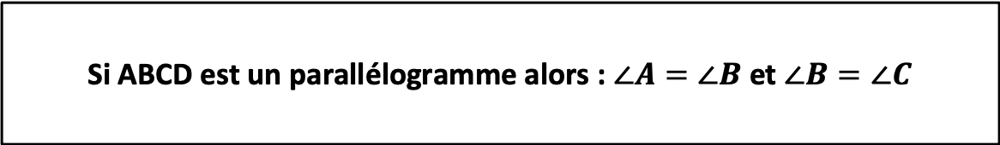 Si ABCD est un parallélogramme alors : ∠A = ∠B et ∠B = ∠C